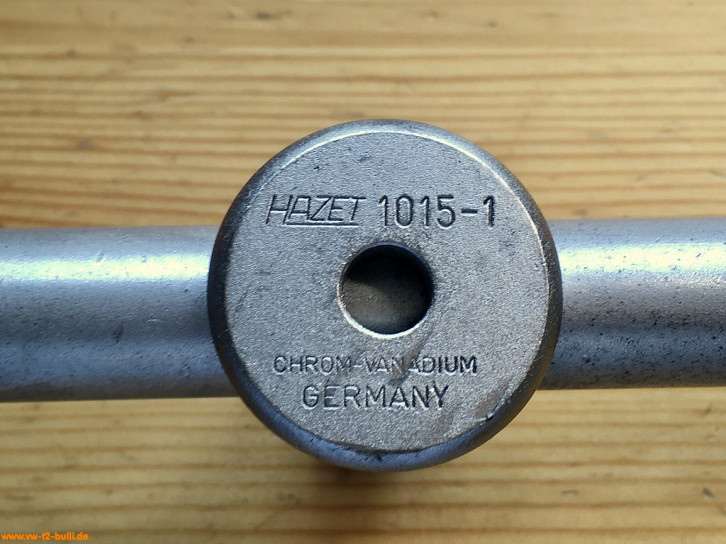 HAZET 1015-1
CHROM-VANADIUM
GERMANY
www.vw-t2-bulli.de